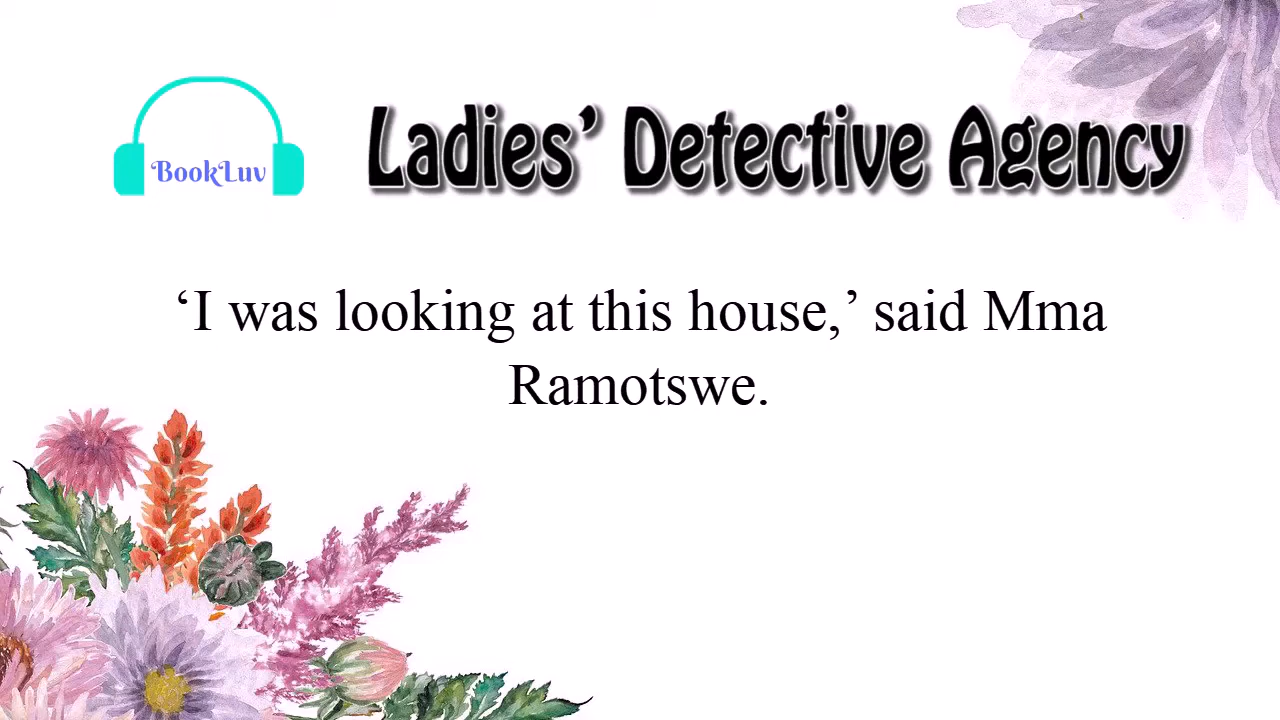 BookLuv
Ladies’ Detective Agency
‘I was looking at this house,’ said Mma
Ramotswe.